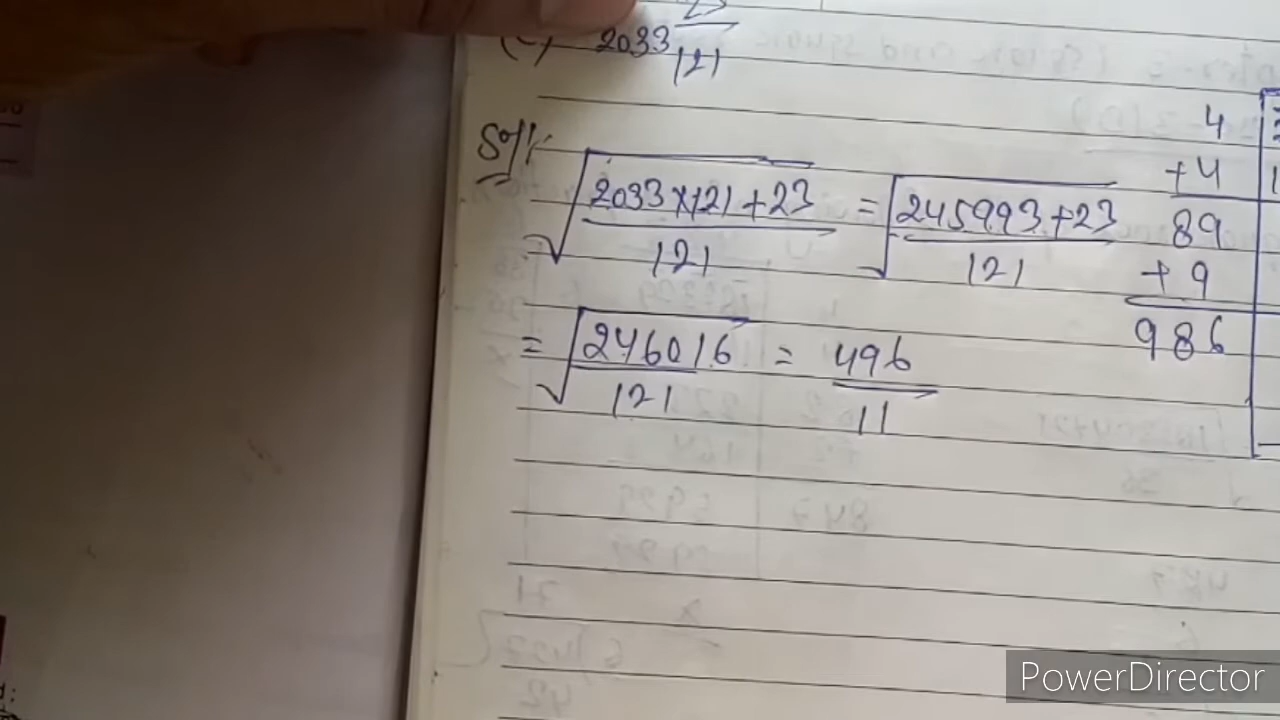 2033 23/121
Soln:
√(2033×121+23)/121 = √(245993+23)/121
= √246016/121 = 496/11
4
+4
89
+9
986
PowerDirector